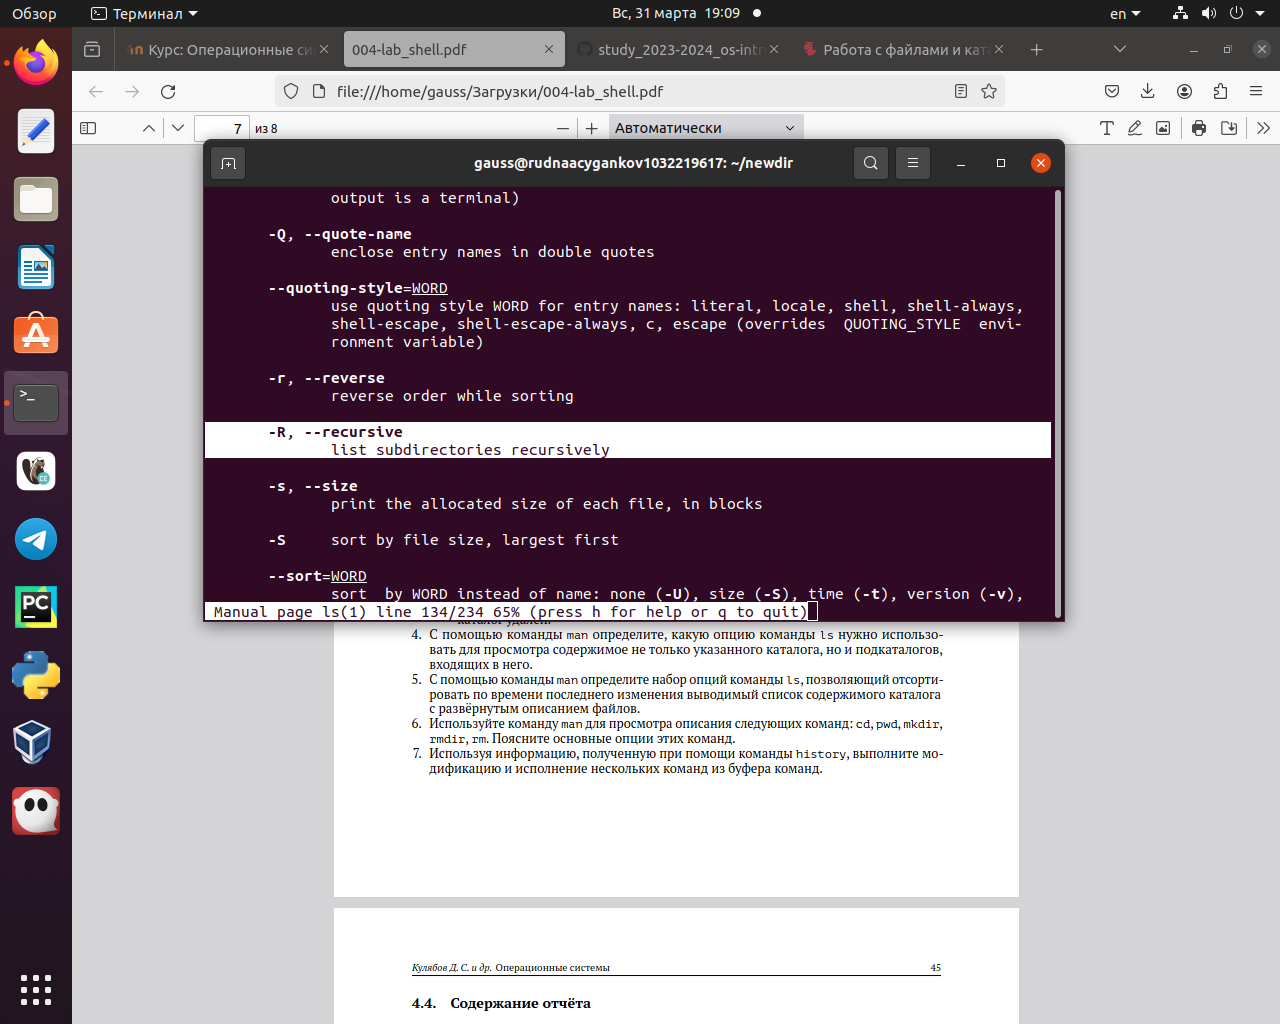 Обзор
Терминал
Вс, 31 марта 19:09
en
Курс: Операционные си
004-lab_shell.pdf
study_2023-2024_os-intr
Работа с файлами и кат
file:///home/gauss/Загрузки/004-lab_shell.pdf
7 из 8
Автоматически
gauss@rudnaacygankov1032219617: ~/newdir
output is a terminal)
-Q, --quote-name
enclose entry names in double quotes
--quoting-style=WORD
use quoting style WORD for entry names: literal, locale, shell, shell-always,
shell-escape, shell-escape-always, c, escape (overrides  QUOTING_STYLE  envi-
ronment variable)
-r, --reverse
reverse order while sorting
-R, --recursive
list subdirectories recursively
-s, --size
print the allocated size of each file, in blocks
-S     sort by file size, largest first
--sort=WORD
sort  by WORD instead of name: none (-U), size (-S), time (-t), version (-v),
Manual page ls(1) line 134/234 65% (press h for help or q to quit)
4. С помощью команды man определите, какую опцию команды ls нужно использо-
вать для просмотра содержимое не только указанного каталога, но и подкаталогов,
входящих в него.
5. С помощью команды man определите набор опций команды ls, позволяющий отсорти-
ровать по времени последнего изменения выводимый список содержимого каталога
с развёрнутым описанием файлов.
6. Используйте команду man для просмотра описания следующих команд: cd, pwd, mkdir,
rmdir, rm. Поясните основные опции этих команд.
7. Используя информацию, полученную при помощи команды history, выполните мо-
дификацию и исполнение нескольких команд из буфера команд.
Кулябов Д. С. и др. Операционные системы 45
4.4. Содержание отчёта